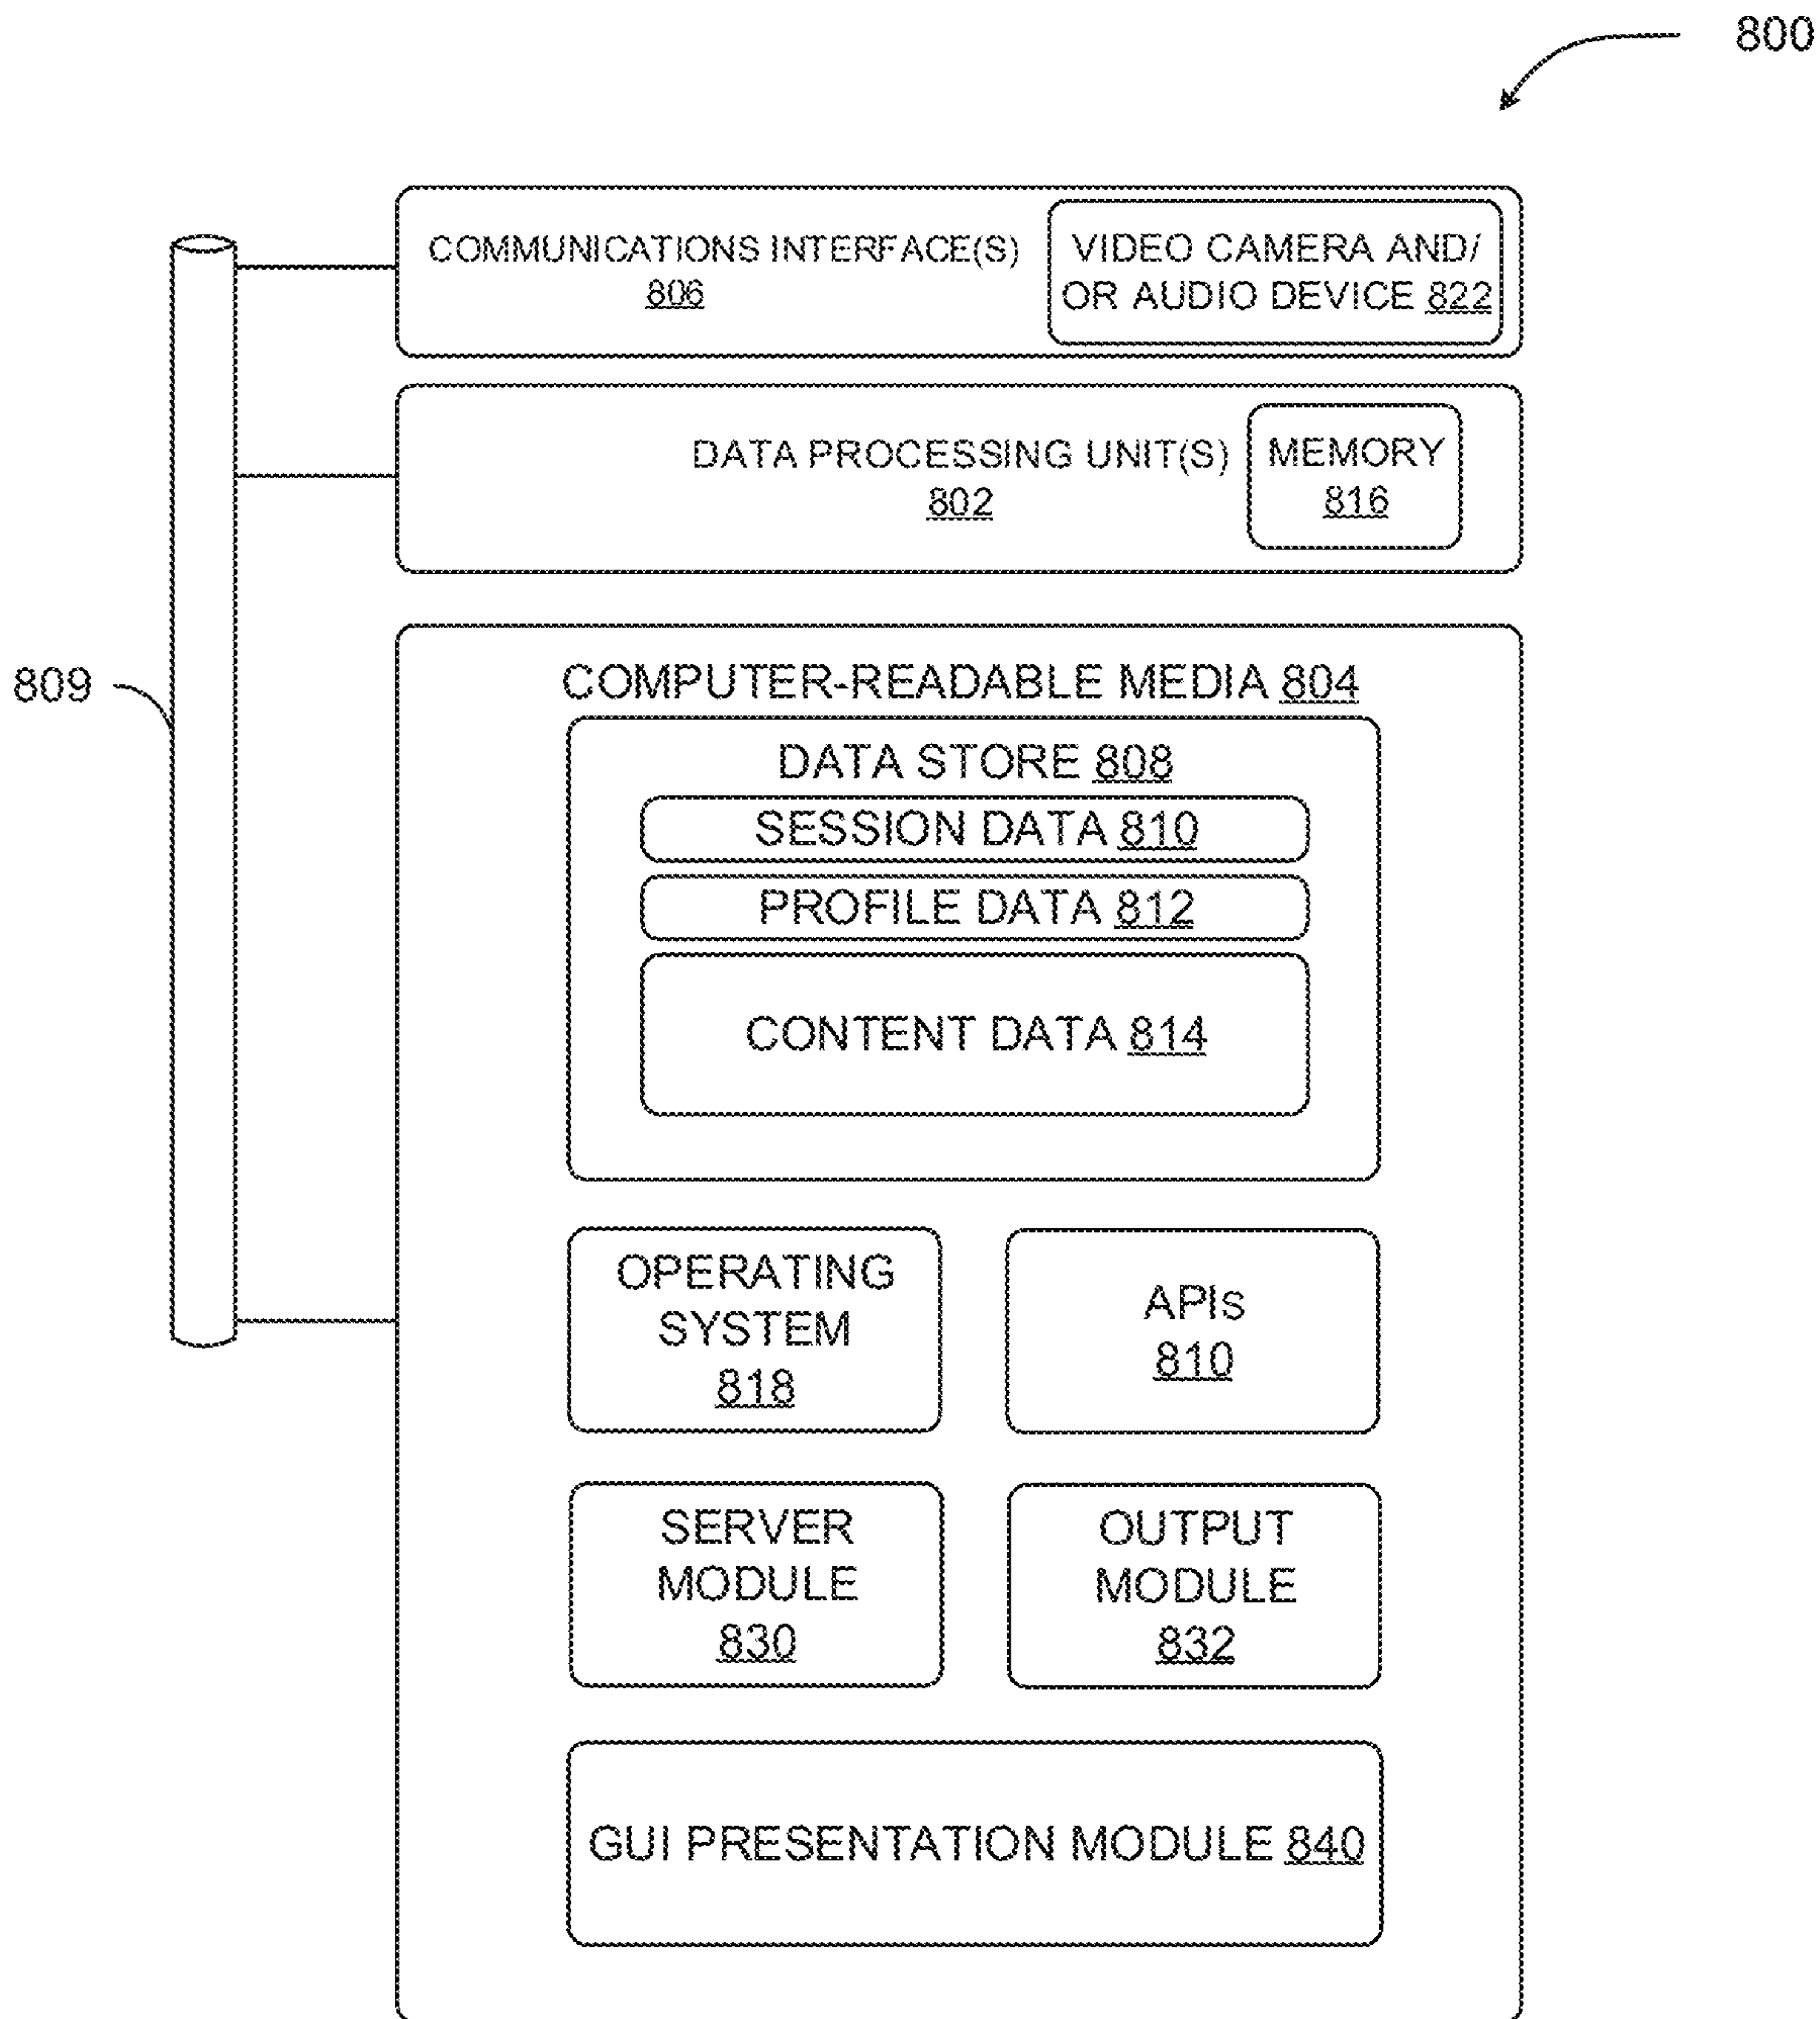 800
COMMUNICATIONS INTERFACE(S)
806
VIDEO CAMERA AND/
OR AUDIO DEVICE 822
DATA PROCESSING UNIT(S)
802
MEMORY
816
809
COMPUTER-READABLE MEDIA 804
DATA STORE 808
SESSION DATA 810
PROFILE DATA 812
CONTENT DATA 814
OPERATING
SYSTEM
818
APIs
810
SERVER
MODULE
830
OUTPUT
MODULE
832
GUI PRESENTATION MODULE 840